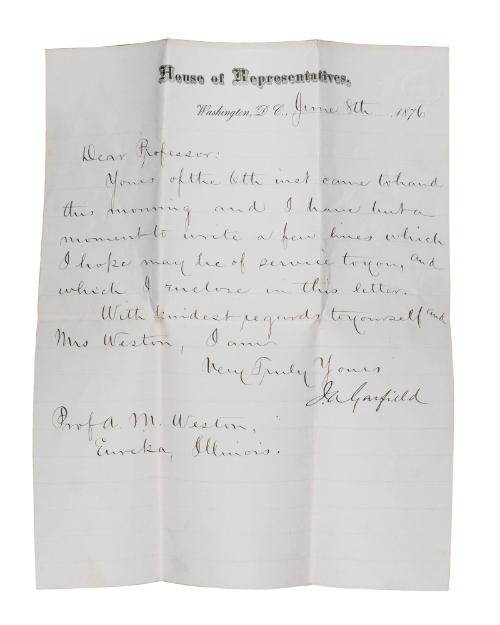 House of Representatives,
Washington, D. C., June 8th, 1876
Dear Professor:
Yours of the 6th inst came to hand
this morning and I have but a
moment to write a few lines which
I hope may be of service to you, and
which I enclose in this letter.
With kindest regards to yourself and
Mrs Weston, I am
Very Truly Yours
J. A. Garfield
Prof A. M. Weston,
Eureka, Illinois.